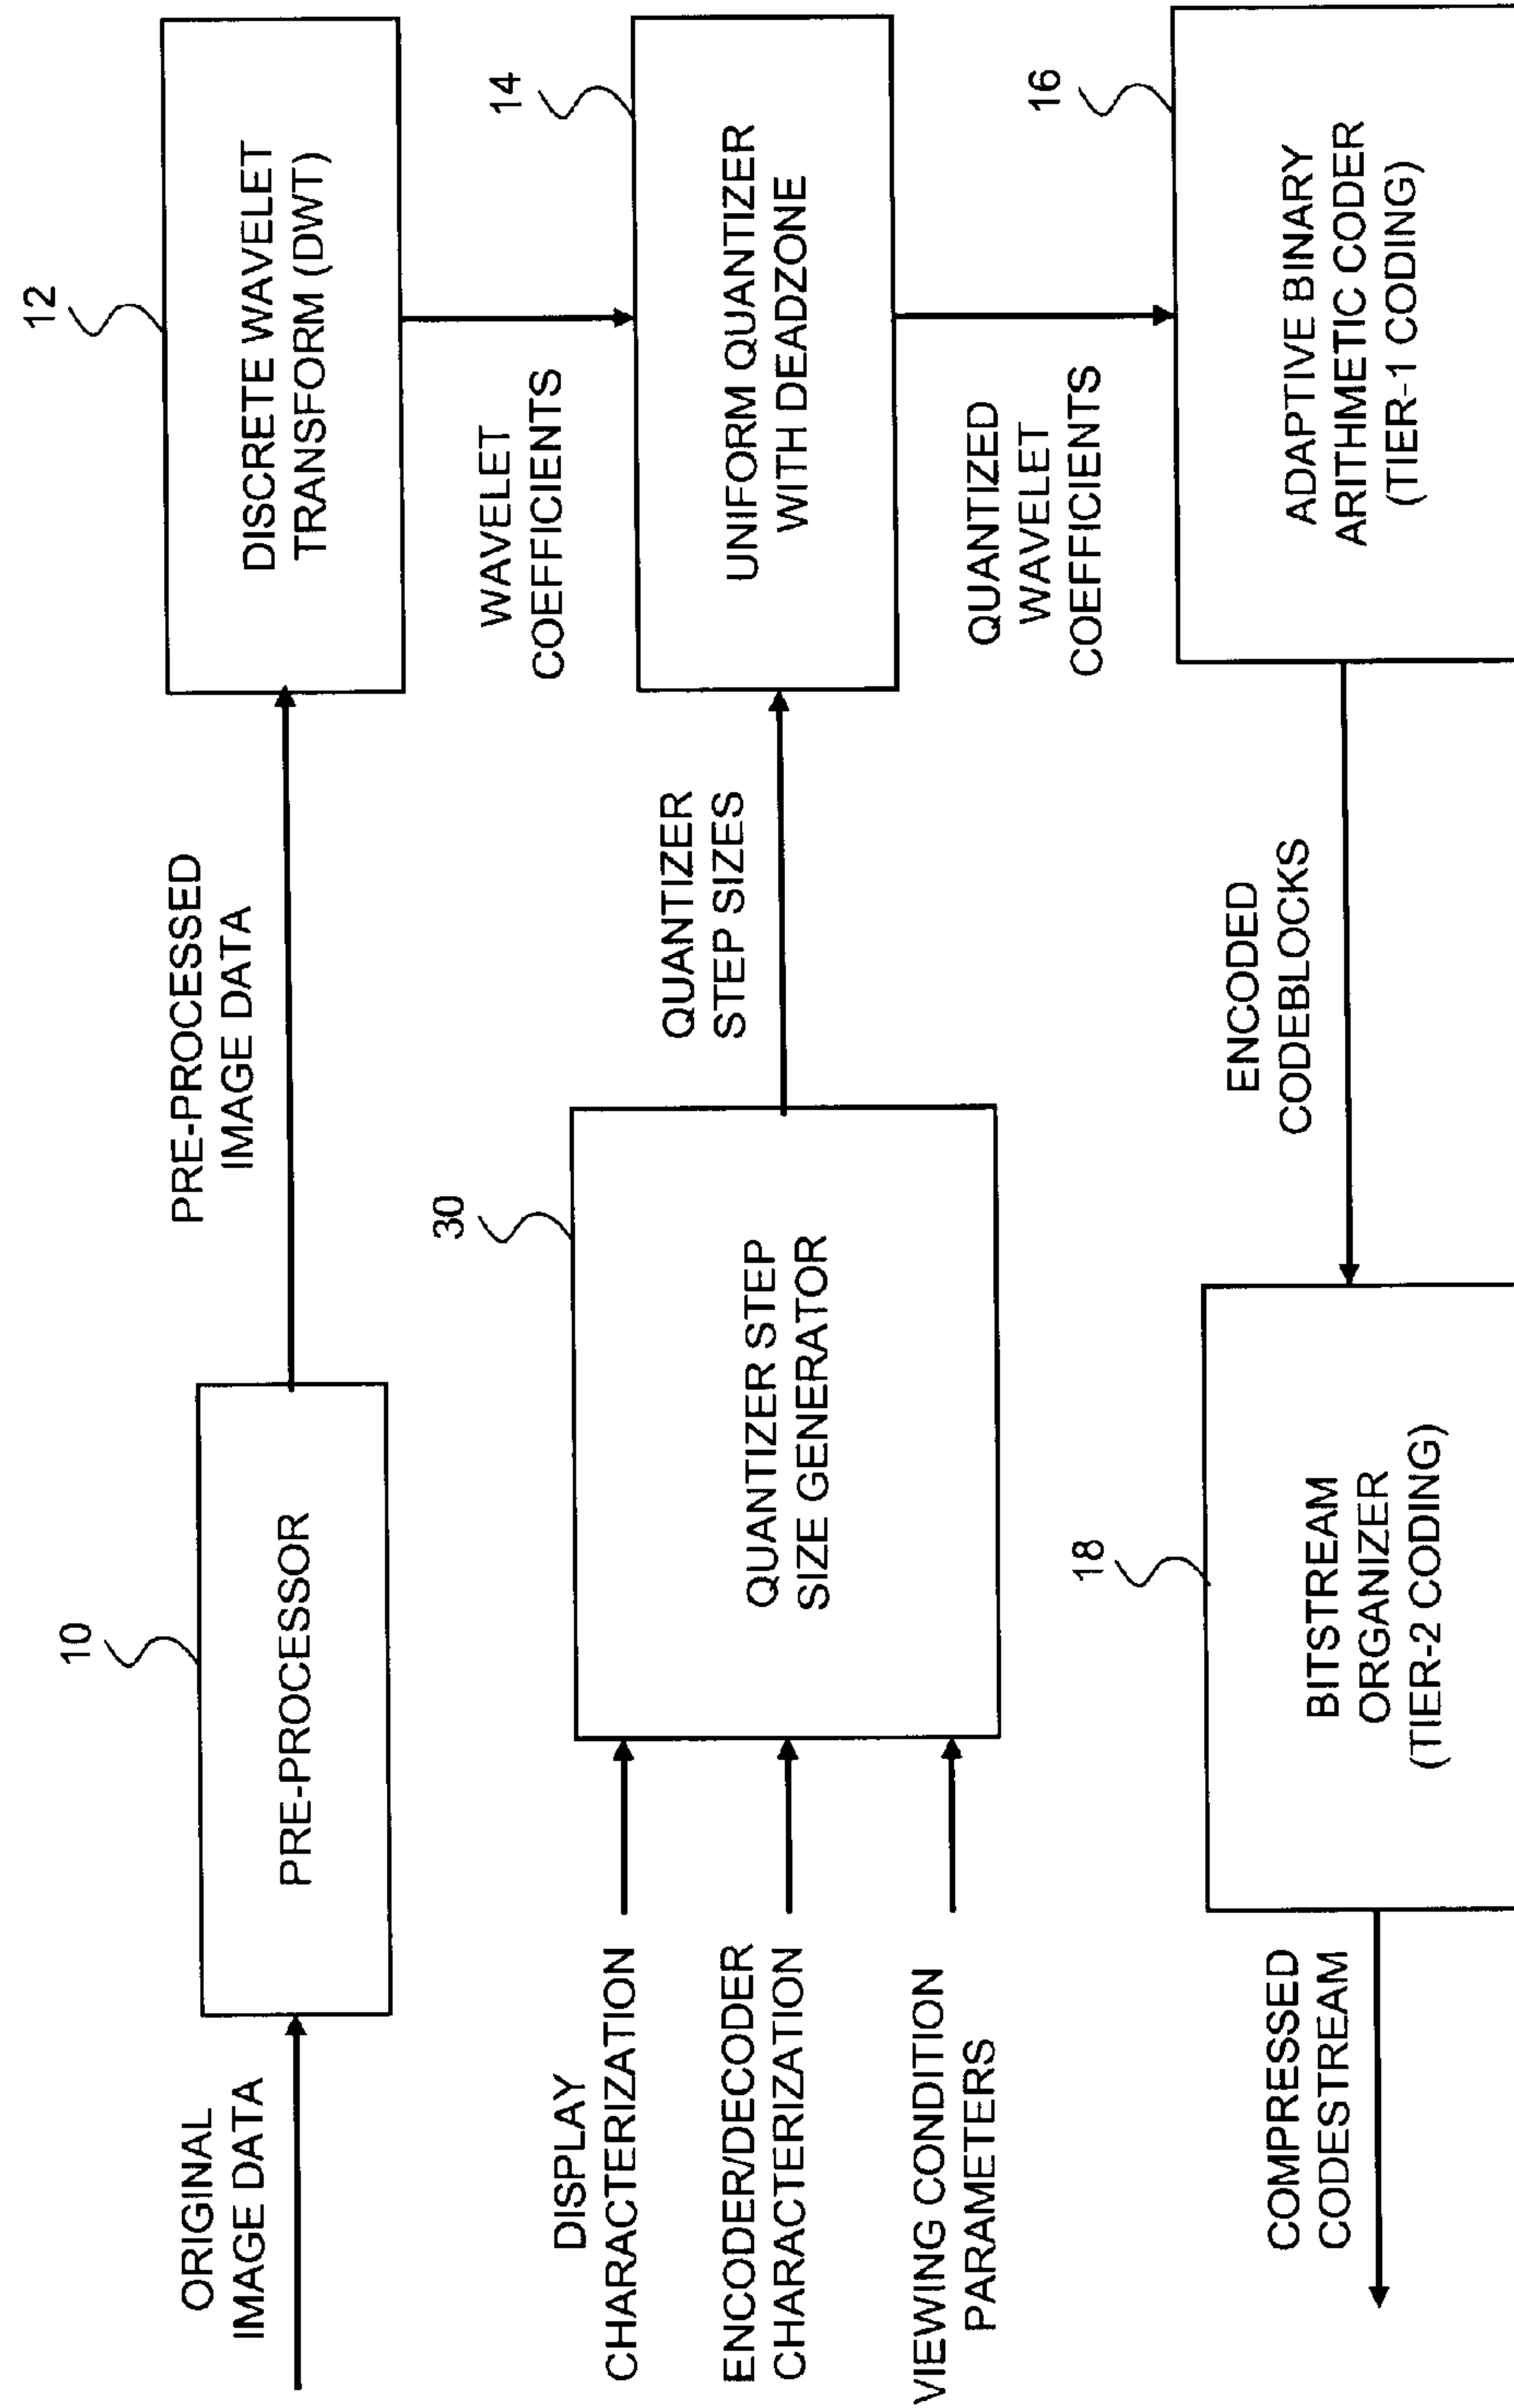 ORIGINAL
IMAGE DATA
10
PRE-PROCESSOR
PRE-PROCESSED
IMAGE DATA
12
DISCRETE WAVELET
TRANSFORM (DWT)
WAVELET
COEFFICIENTS
DISPLAY
CHARACTERIZATION
ENCODER/DECODER
CHARACTERIZATION
VIEWING CONDITION
PARAMETERS
30
QUANTIZER STEP
SIZE GENERATOR
QUANTIZER
STEP SIZES
14
UNIFORM QUANTIZER
WITH DEADZONE
QUANTIZED
WAVELET
COEFFICIENTS
16
ADAPTIVE BINARY
ARITHMETIC CODER
(TIER-1 CODING)
ENCODED
CODEBLOCKS
18
BITSTREAM
ORGANIZER
(TIER-2 CODING)
COMPRESSED
CODESTREAM